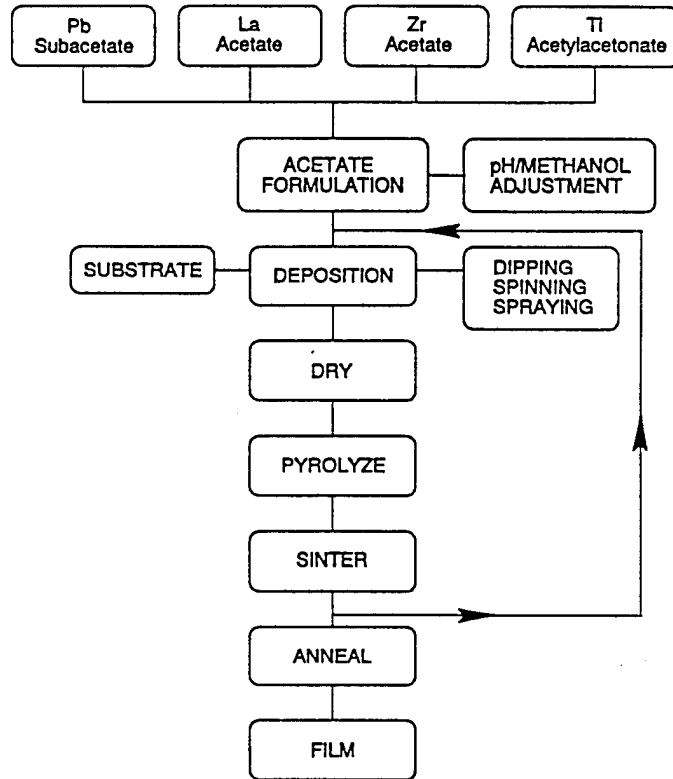 Pb
Subacetate
La
Acetate
Zr
Acetate
Ti
Acetylacetonate
ACETATE
FORMULATION
pH/METHANOL
ADJUSTMENT
SUBSTRATE
DEPOSITION
DIPPING
SPINNING
SPRAYING
DRY
PYROLYZE
SINTER
ANNEAL
FILM